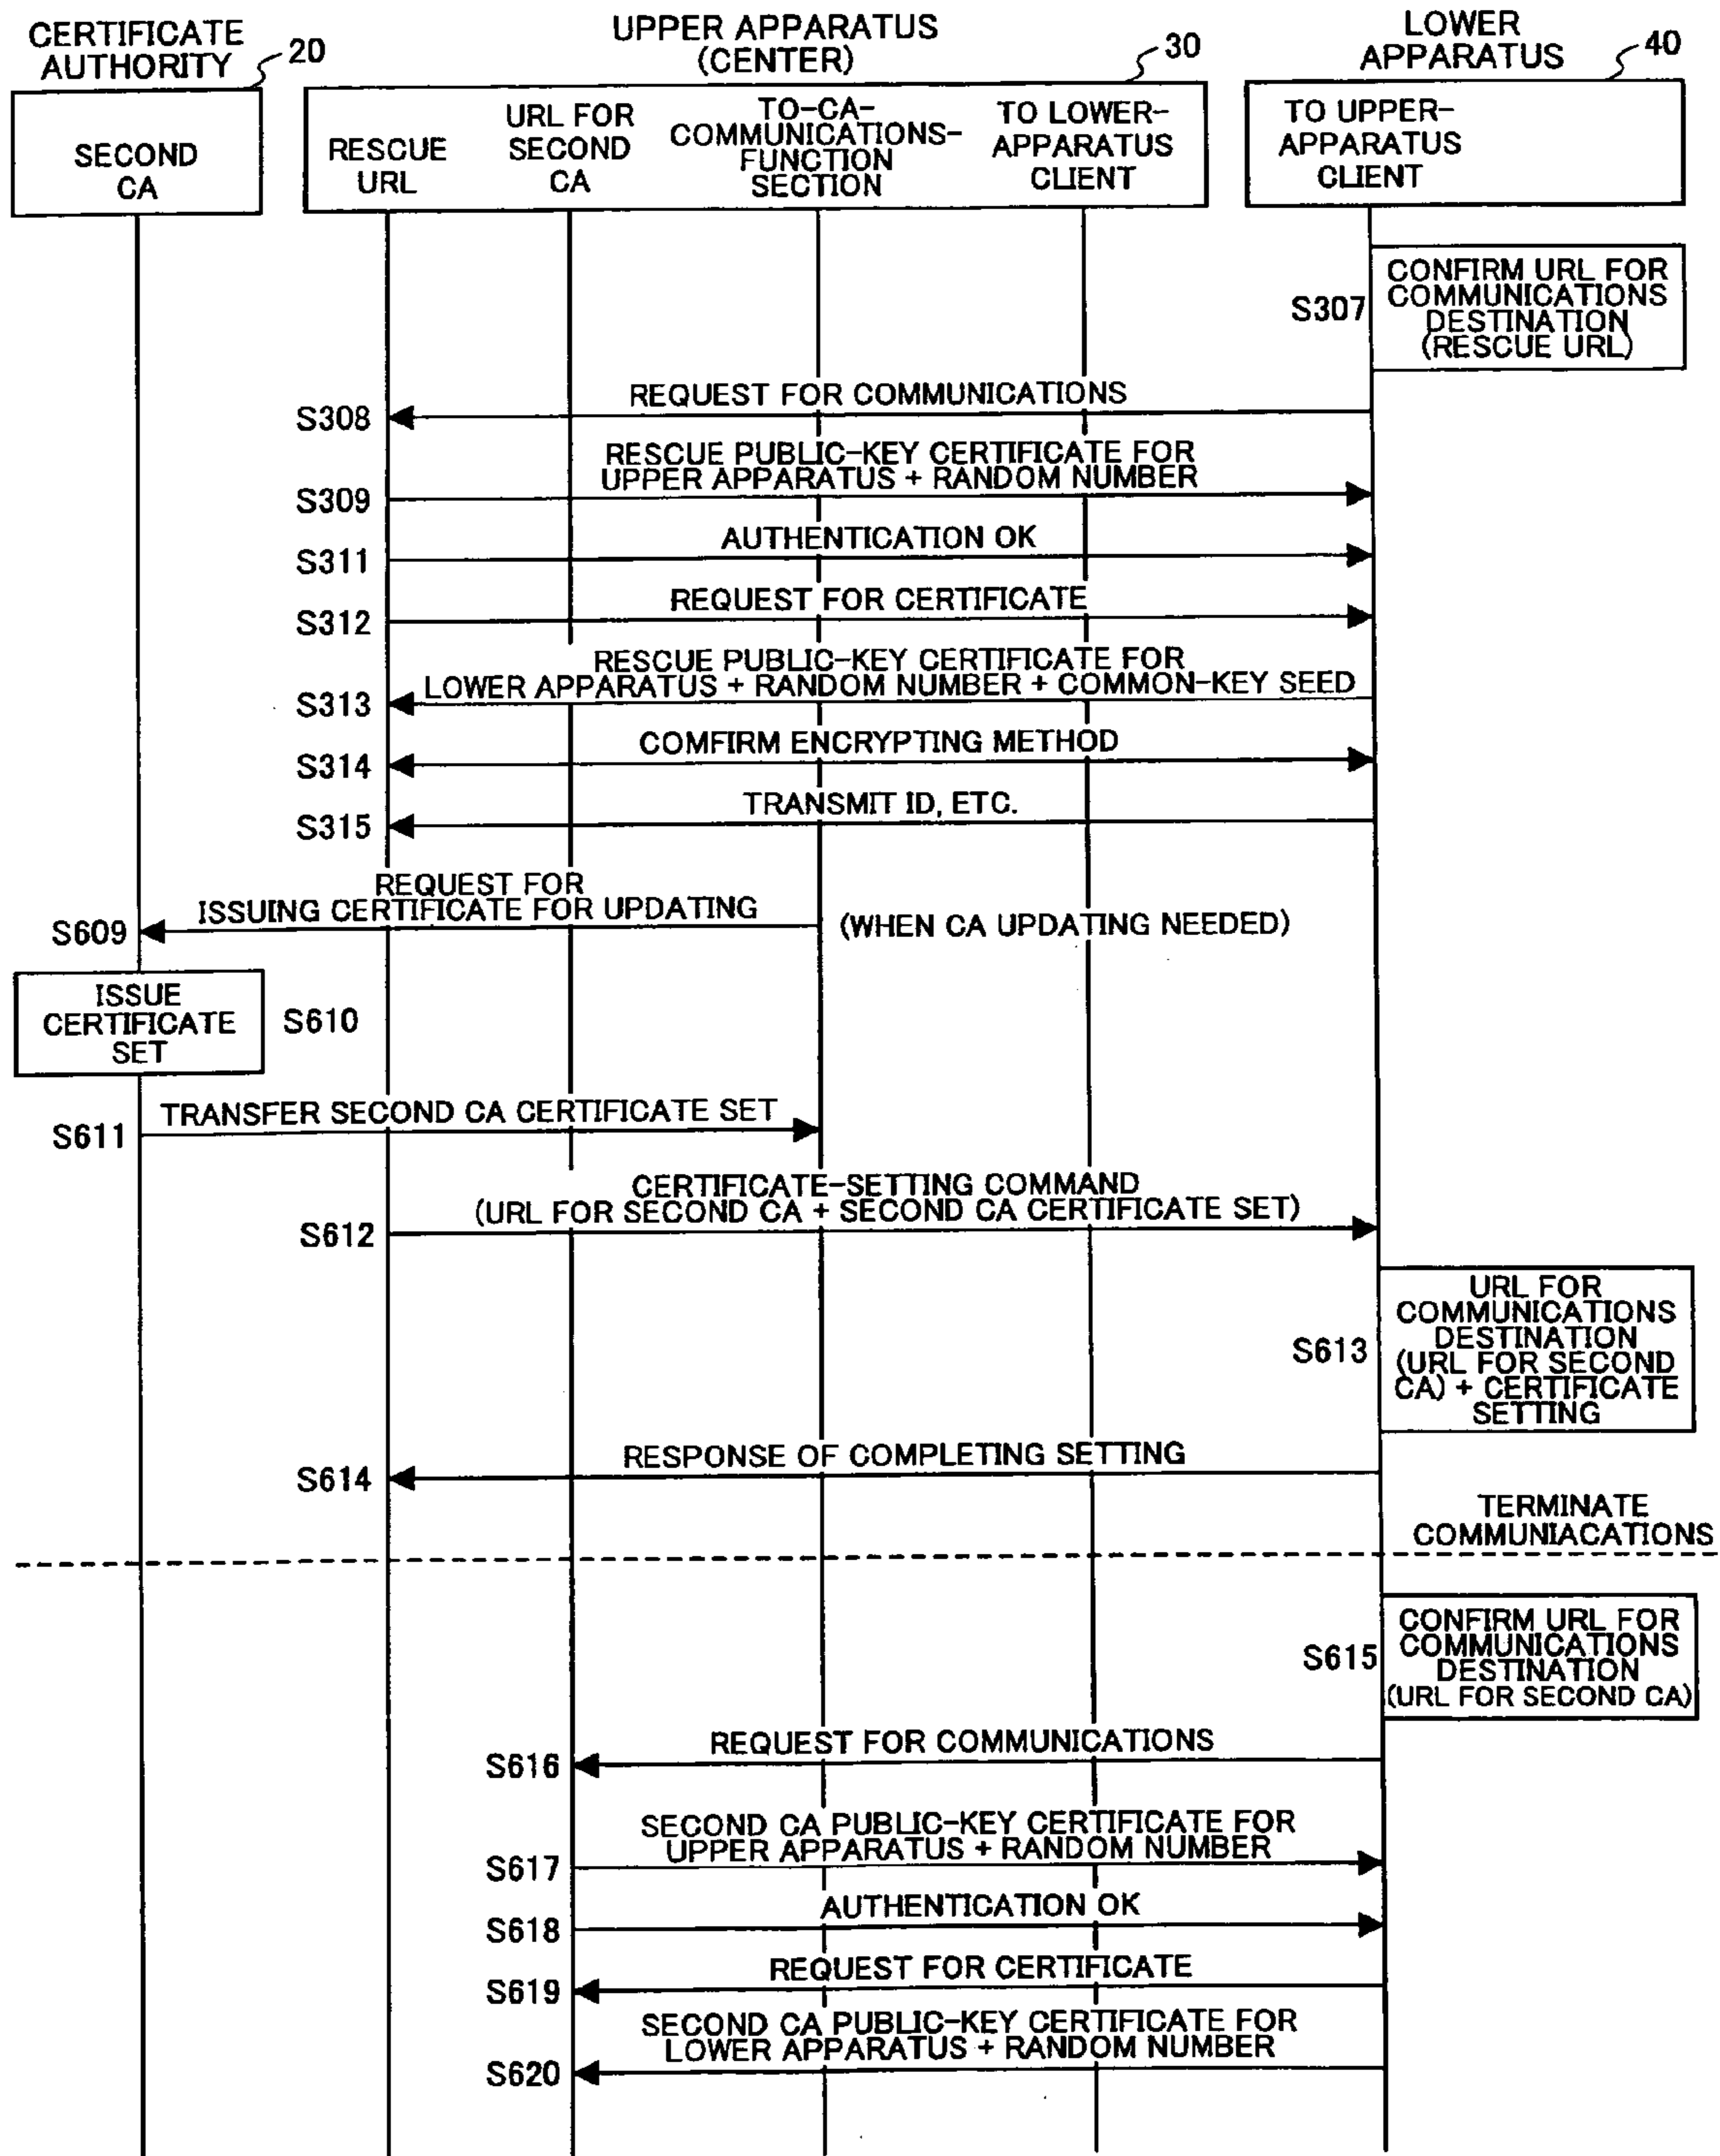 CERTIFICATE
AUTHORITY
20
UPPER APPARATUS
(CENTER)
30
LOWER
APPARATUS
40
SECOND
CA
RESCUE
URL
URL FOR
SECOND
CA
TO-CA-
COMMUNICATIONS-
FUNCTION
SECTION
TO LOWER-
APPARATUS
CLIENT
TO UPPER-
APPARATUS
CLIENT
S307
CONFIRM URL FOR
COMMUNICATIONS
DESTINATION
(RESCUE URL)
REQUEST FOR COMMUNICATIONS
S308
RESCUE PUBLIC-KEY CERTIFICATE FOR
UPPER APPARATUS + RANDOM NUMBER
S309
AUTHENTICATION OK
S311
REQUEST FOR CERTIFICATE
S312
RESCUE PUBLIC-KEY CERTIFICATE FOR
LOWER APPARATUS + RANDOM NUMBER + COMMON-KEY SEED
S313
COMFIRM ENCRYPTING METHOD
S314
TRANSMIT ID, ETC.
S315
REQUEST FOR
ISSUING CERTIFICATE FOR UPDATING
S609
(WHEN CA UPDATING NEEDED)
ISSUE
CERTIFICATE
SET
S610
TRANSFER SECOND CA CERTIFICATE SET
S611
CERTIFICATE-SETTING COMMAND
(URL FOR SECOND CA + SECOND CA CERTIFICATE SET)
S612
S613
URL FOR
COMMUNICATIONS
DESTINATION
(URL FOR SECOND
CA) + CERTIFICATE
SETTING
RESPONSE OF COMPLETING SETTING
S614
TERMINATE
COMMUNIACATIONS
S615
CONFIRM URL FOR
COMMUNICATIONS
DESTINATION
(URL FOR SECOND CA)
REQUEST FOR COMMUNICATIONS
S616
SECOND CA PUBLIC-KEY CERTIFICATE FOR
UPPER APPARATUS + RANDOM NUMBER
S617
AUTHENTICATION OK
S618
REQUEST FOR CERTIFICATE
S619
SECOND CA PUBLIC-KEY CERTIFICATE FOR
LOWER APPARATUS + RANDOM NUMBER
S620